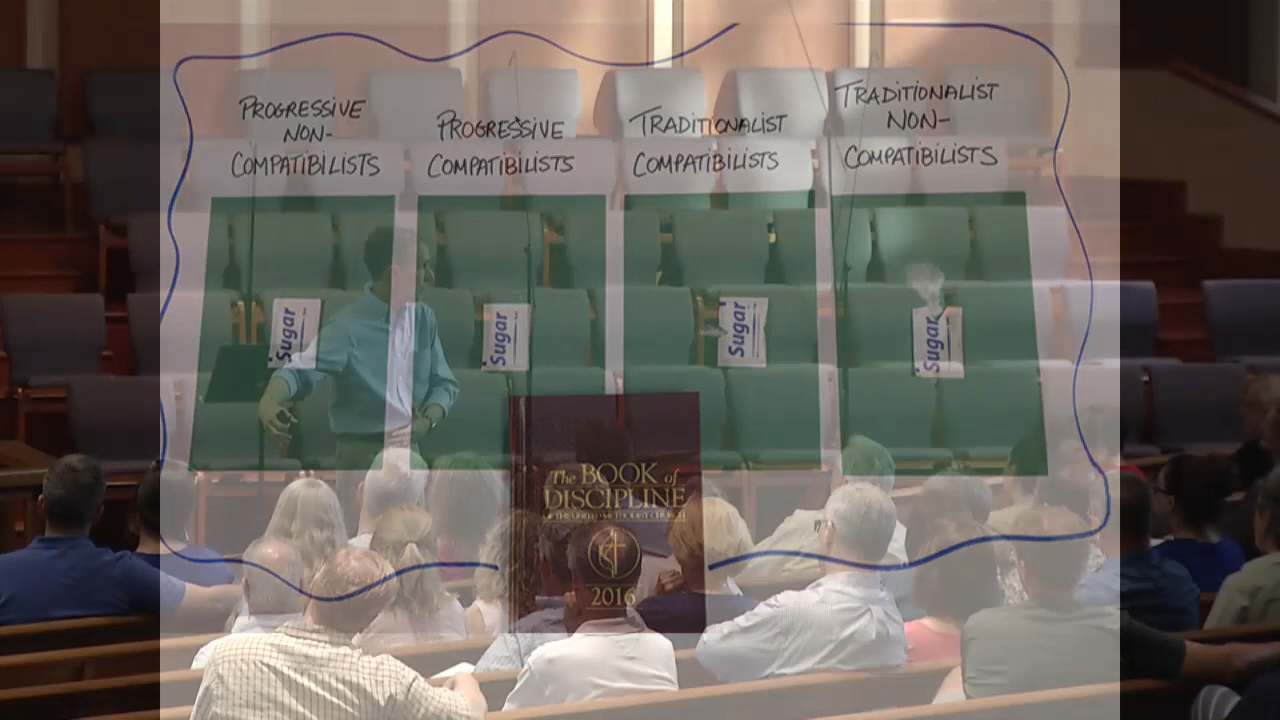 PROGRESSIVE
NON-
COMPATIBILISTS
PROGRESSIVE
COMPATIBILISTS
TRADITIONALIST
COMPATIBILISTS
TRADITIONALIST
NON-
COMPATIBILISTS
Sugar
Sugar
Sugar
Sugar
The BOOK of
DISCIPLINE
2016